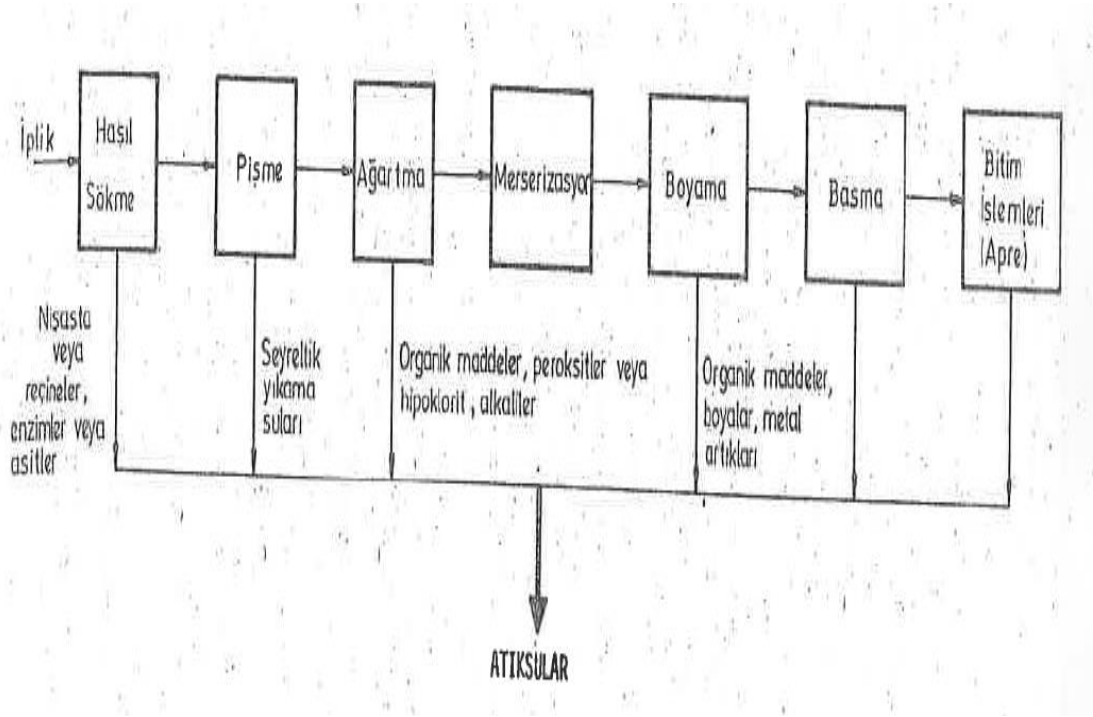 İplik
Haşıl
Sökme
Pişme
Ağartma
Merserizasyon
Boyama
Basma
Bitim
İşlemleri
(Apre)
Nişasta
veya
reçineler,
enzimler veya
asitler
Seyreltik
yıkama
suları
Organik maddeler, peroksitler veya
hipoklorit, alkaliler
Organik maddeler,
boyalar, metal
artıkları
ATIKSULAR